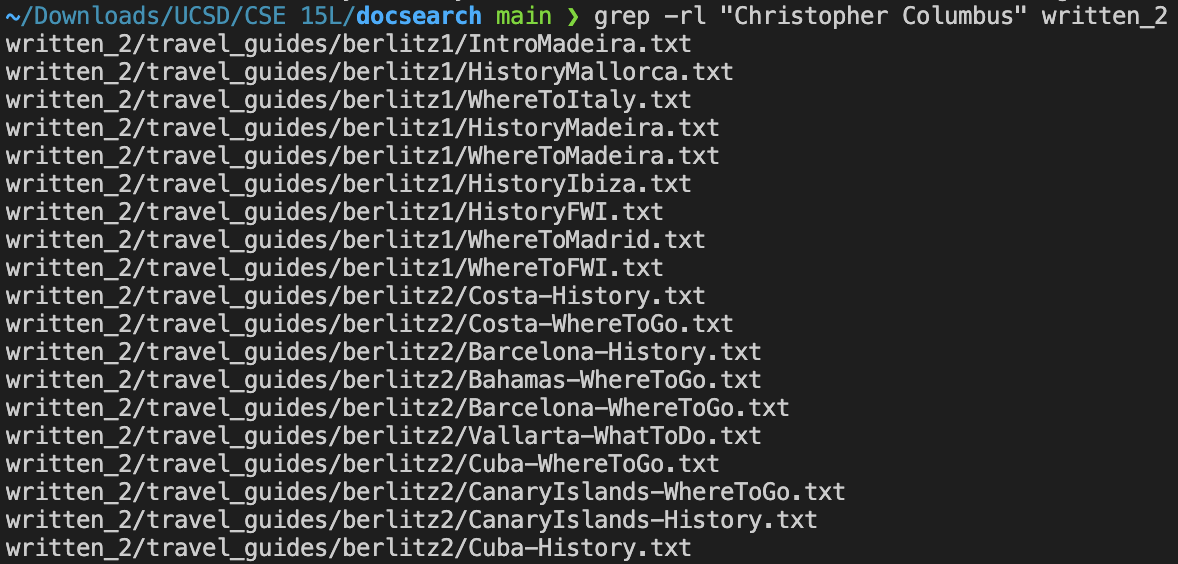 ~/Downloads/UCSD/CSE 15L/docsearch main ❯ grep -rl "Christopher Columbus" written_2
written_2/travel_guides/berlitz1/IntroMadeira.txt
written_2/travel_guides/berlitz1/HistoryMallorca.txt
written_2/travel_guides/berlitz1/WhereToItaly.txt
written_2/travel_guides/berlitz1/HistoryMadeira.txt
written_2/travel_guides/berlitz1/WhereToMadeira.txt
written_2/travel_guides/berlitz1/HistoryIbiza.txt
written_2/travel_guides/berlitz1/HistoryFWI.txt
written_2/travel_guides/berlitz1/WhereToMadrid.txt
written_2/travel_guides/berlitz1/WhereToFWI.txt
written_2/travel_guides/berlitz2/Costa-History.txt
written_2/travel_guides/berlitz2/Costa-WhereToGo.txt
written_2/travel_guides/berlitz2/Barcelona-History.txt
written_2/travel_guides/berlitz2/Bahamas-WhereToGo.txt
written_2/travel_guides/berlitz2/Barcelona-WhereToGo.txt
written_2/travel_guides/berlitz2/Vallarta-WhatToDo.txt
written_2/travel_guides/berlitz2/Cuba-WhereToGo.txt
written_2/travel_guides/berlitz2/CanaryIslands-WhereToGo.txt
written_2/travel_guides/berlitz2/CanaryIslands-History.txt
written_2/travel_guides/berlitz2/Cuba-History.txt